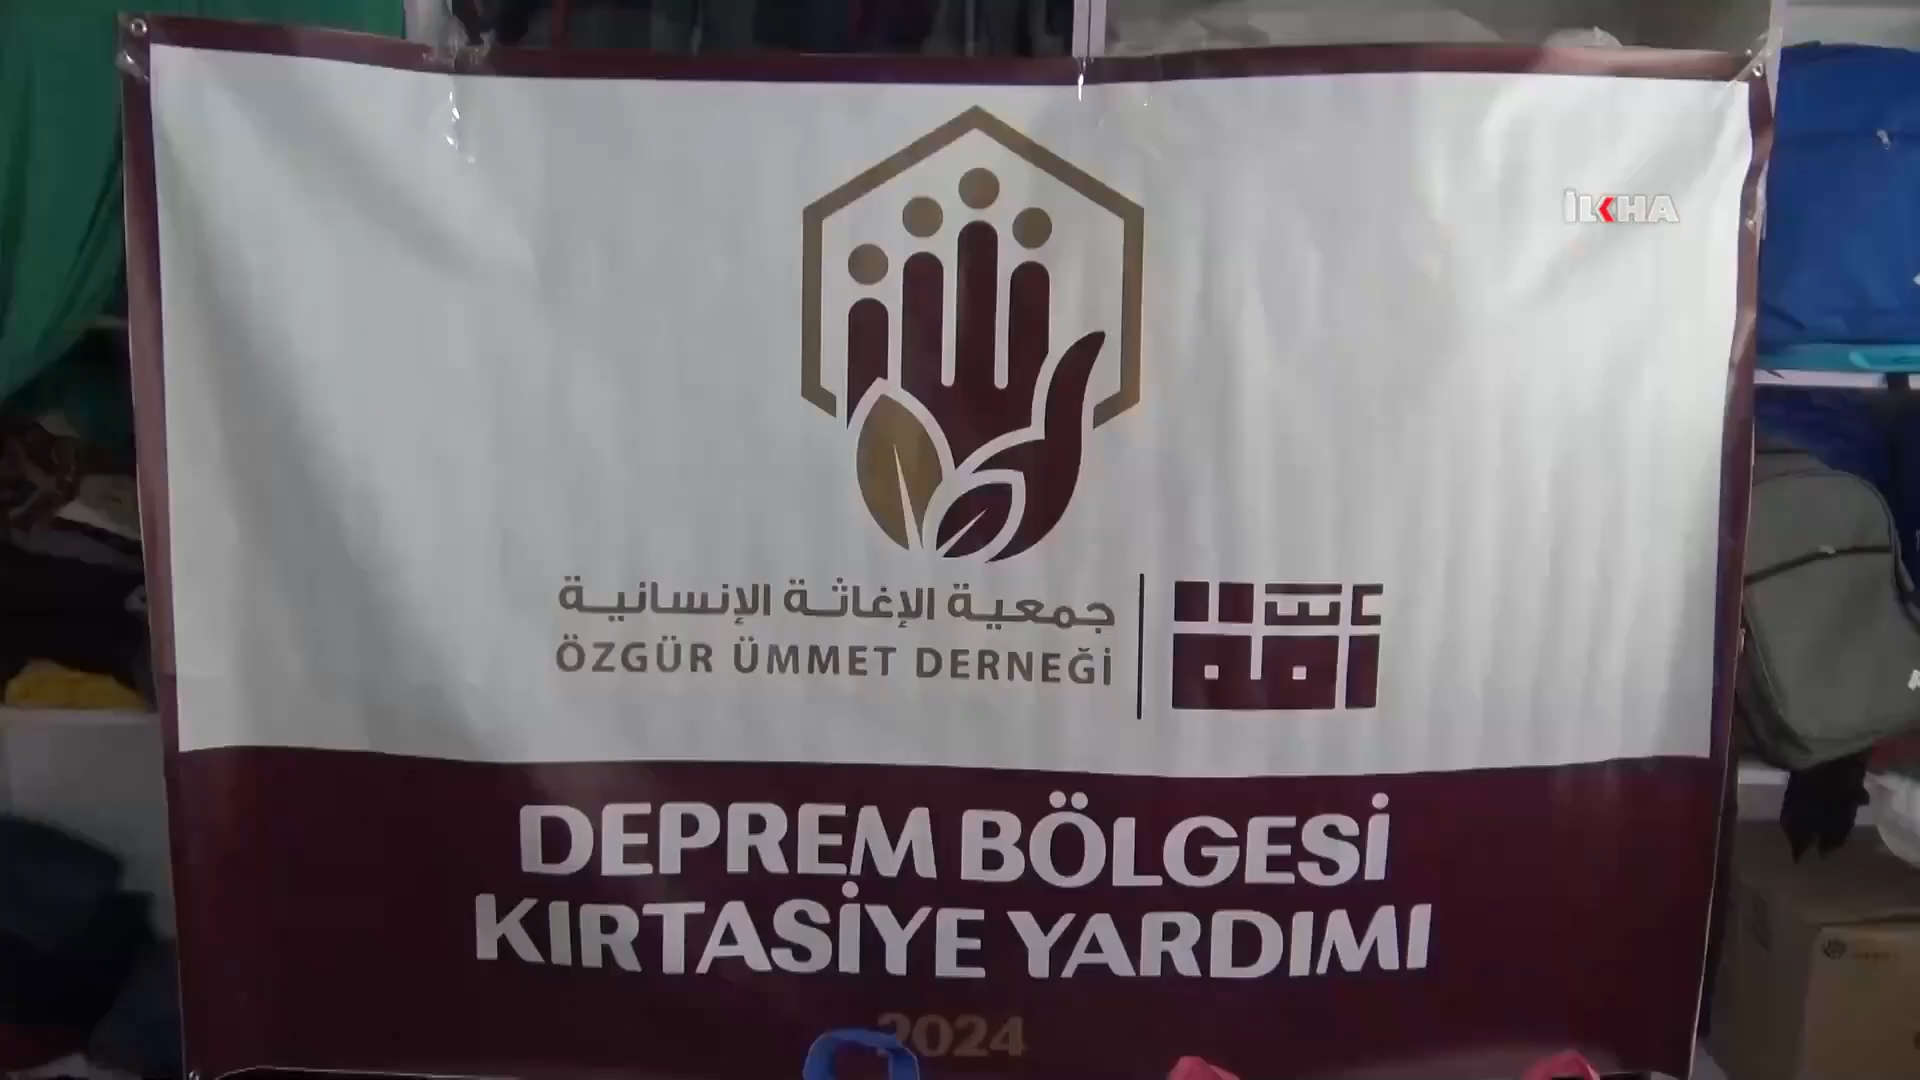 İLKHA
جمعية الإغاثة الإنسانية
ÖZGÜR ÜMMET DERNEĞİ
DEPREM BÖLGESİ
KIRTASİYE YARDIMI
2024